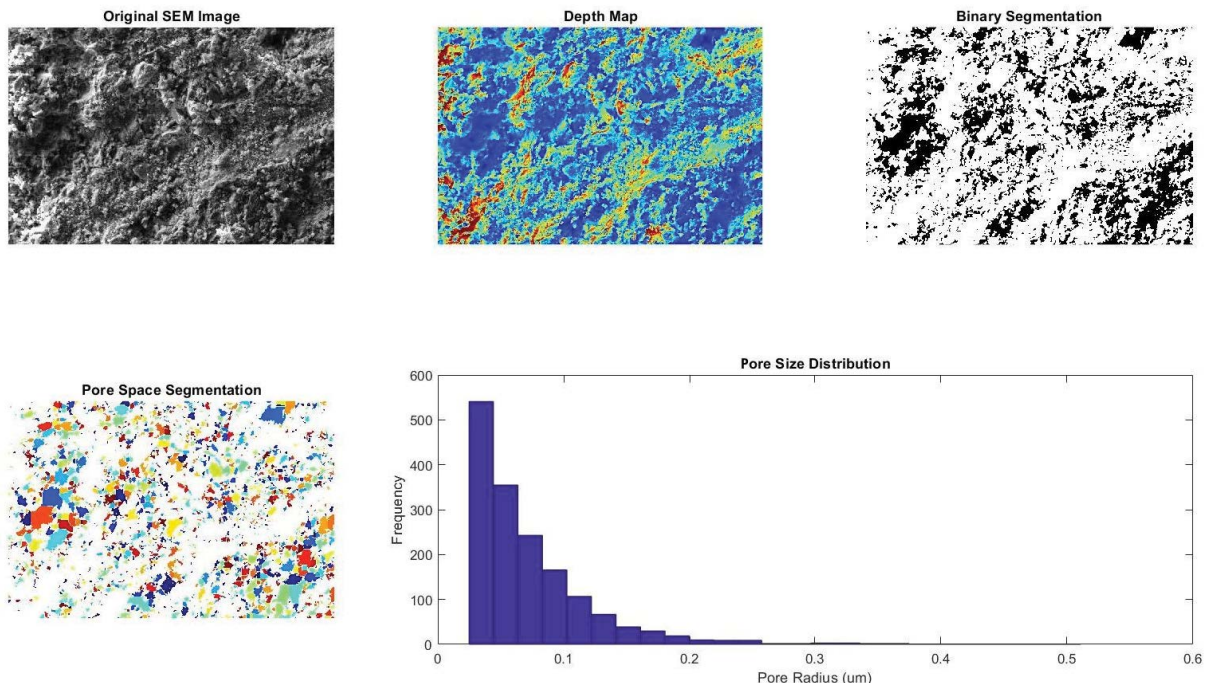 Original SEM Image
Depth Map
Binary Segmentation
Pore Space Segmentation
Pore Size Distribution
600
500
400
300
200
100
0
Frequency
0
0.1
0.2
0.3
0.4
0.5
0.6
Pore Radius (um)